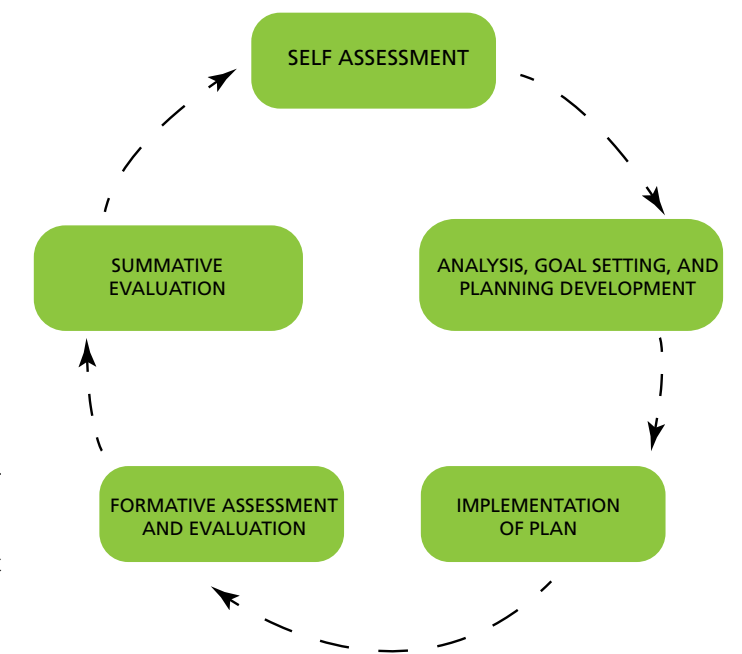 SELF ASSESSMENT
ANALYSIS, GOAL SETTING, AND
PLANNING DEVELOPMENT
IMPLEMENTATION
OF PLAN
FORMATIVE ASSESSMENT
AND EVALUATION
SUMMATIVE
EVALUATION